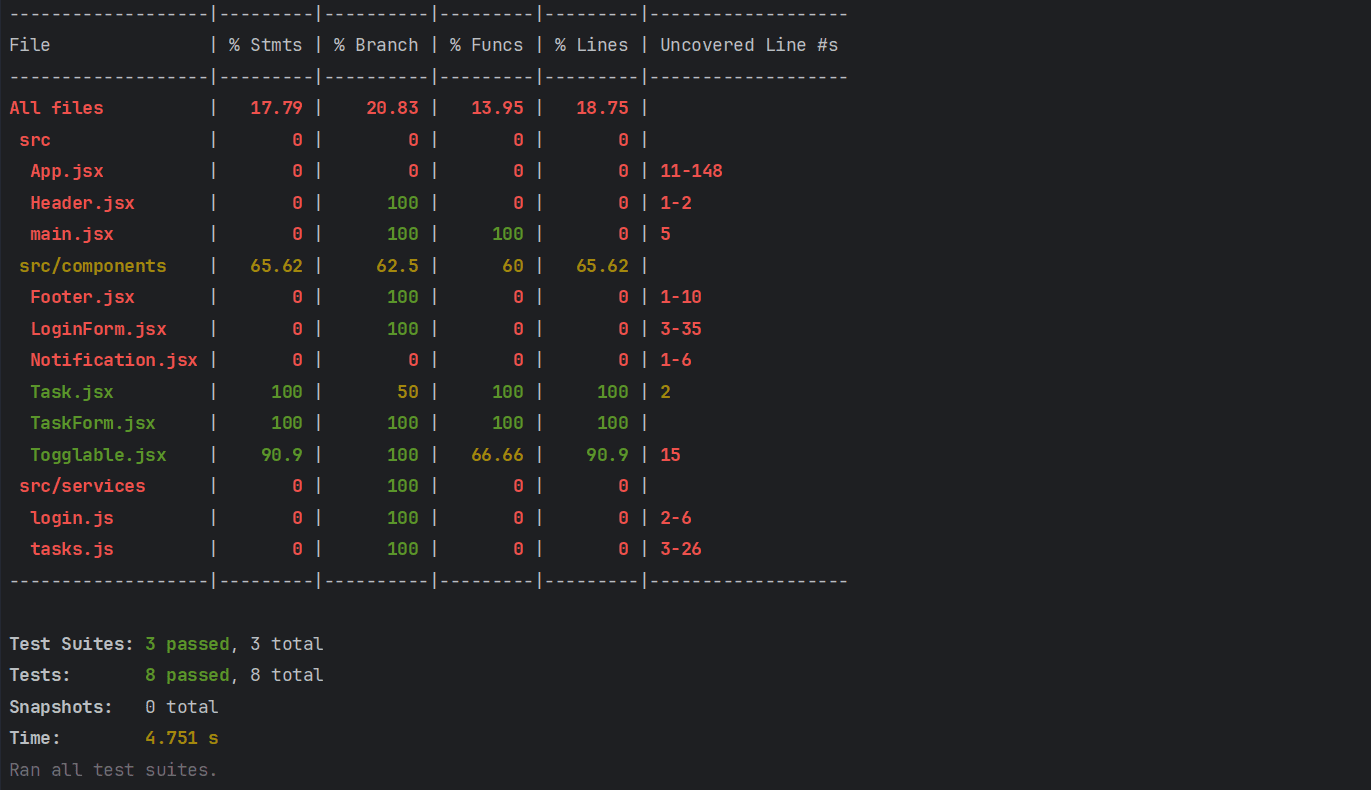 -------------------|---------|----------|---------|---------|-------------------
File               | % Stmts | % Branch | % Funcs | % Lines | Uncovered Line #s
-------------------|---------|----------|---------|---------|-------------------
All files          |   17.79 |    20.83 |   13.95 |   18.75 |
 src               |       0 |        0 |       0 |       0 |
  App.jsx          |       0 |        0 |       0 |       0 | 11-148
  Header.jsx       |       0 |      100 |       0 |       0 | 1-2
  main.jsx         |       0 |      100 |     100 |       0 | 5
 src/components    |   65.62 |     62.5 |      60 |   65.62 |
  Footer.jsx       |       0 |      100 |       0 |       0 | 1-10
  LoginForm.jsx    |       0 |      100 |       0 |       0 | 3-35
  Notification.jsx |       0 |        0 |       0 |       0 | 1-6
  Task.jsx         |     100 |       50 |     100 |     100 | 2
  TaskForm.jsx     |     100 |      100 |     100 |     100 |
  Togglable.jsx    |    90.9 |      100 |   66.66 |    90.9 | 15
 src/services      |       0 |      100 |       0 |       0 |
  login.js         |       0 |      100 |       0 |       0 | 2-6
  tasks.js         |       0 |      100 |       0 |       0 | 3-26
-------------------|---------|----------|---------|---------|-------------------
Test Suites: 3 passed, 3 total
Tests:       8 passed, 8 total
Snapshots:   0 total
Time:        4.751 s
Ran all test suites.